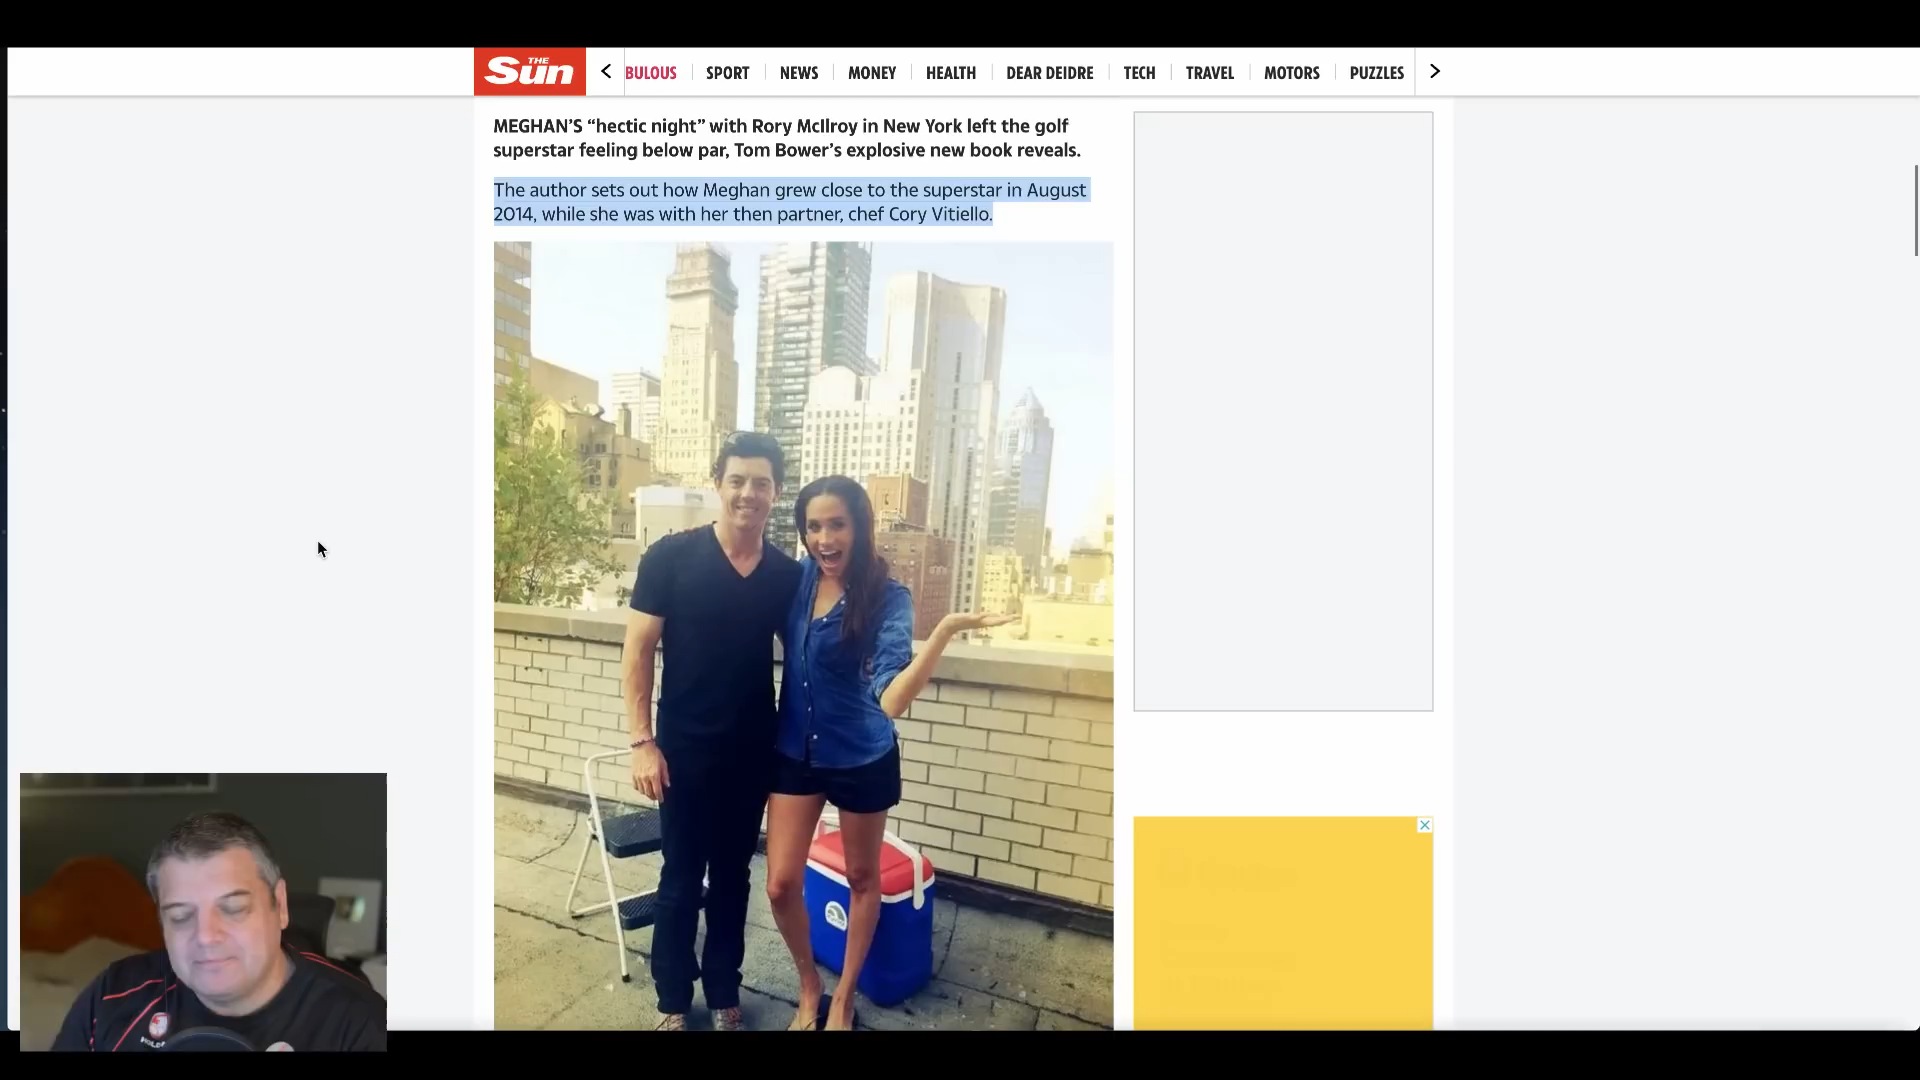 THE
Sun
BULOUS
SPORT
NEWS
MONEY
HEALTH
DEAR DEIDRE
TECH
TRAVEL
MOTORS
PUZZLES
MEGHAN'S “hectic night” with Rory McIlroy in New York left the golf
superstar feeling below par, Tom Bower's explosive new book reveals.
The author sets out how Meghan grew close to the superstar in August
2014, while she was with her then partner, chef Cory Vitiello.